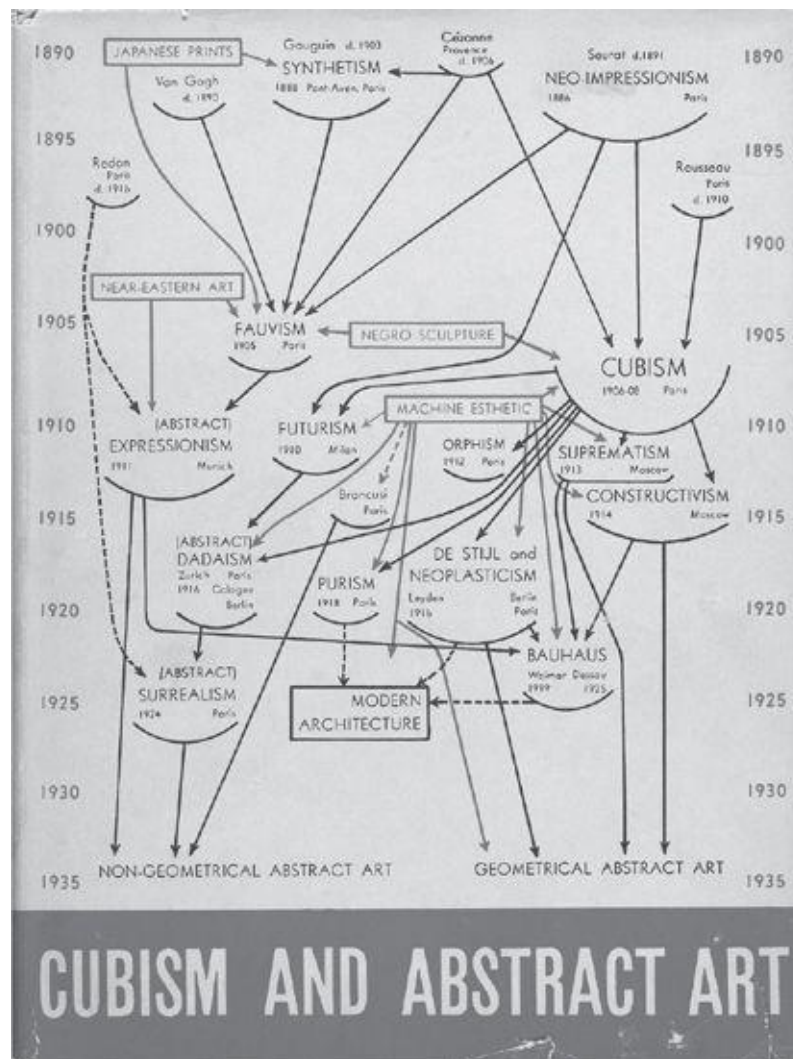 1890
JAPANESE PRINTS
Gauguin d. 1903
SYNTHETISM
1888 Pont-Aven, Paris
Cézanne
Provence
d. 1906
Seurat d.1891
NEO-IMPRESSIONISM
1886 Paris
1890
Van Gogh
d. 1890
1895
Redon
Paris
d. 1916
1895
Rousseau
Paris
d. 1910
1900
1900
NEAR-EASTERN ART
1905
FAUVISM
1905 Paris
NEGRO SCULPTURE
1905
CUBISM
1906-08 Paris
1910
(ABSTRACT)
EXPRESSIONISM
1911 Munich
FUTURISM
1910 Milan
MACHINE ESTHETIC
ORPHISM
1912 Paris
SUPREMATISM
1913 Moscow
1910
CONSTRUCTIVISM
1914 Moscow
Brancusi
Paris
1915
1915
(ABSTRACT)
DADAISM
Zurich Paris
1916 Cologne
Berlin
PURISM
1918 Paris
DE STIJL and
NEOPLASTICISM
Leyden Berlin
1916 Paris
1920
1920
BAUHAUS
Weimar Dessau
1919 1925
(ABSTRACT)
SURREALISM
1924 Paris
1925
MODERN
ARCHITECTURE
1925
1930
1930
NON-GEOMETRICAL ABSTRACT ART
GEOMETRICAL ABSTRACT ART
1935
1935
CUBISM AND ABSTRACT ART